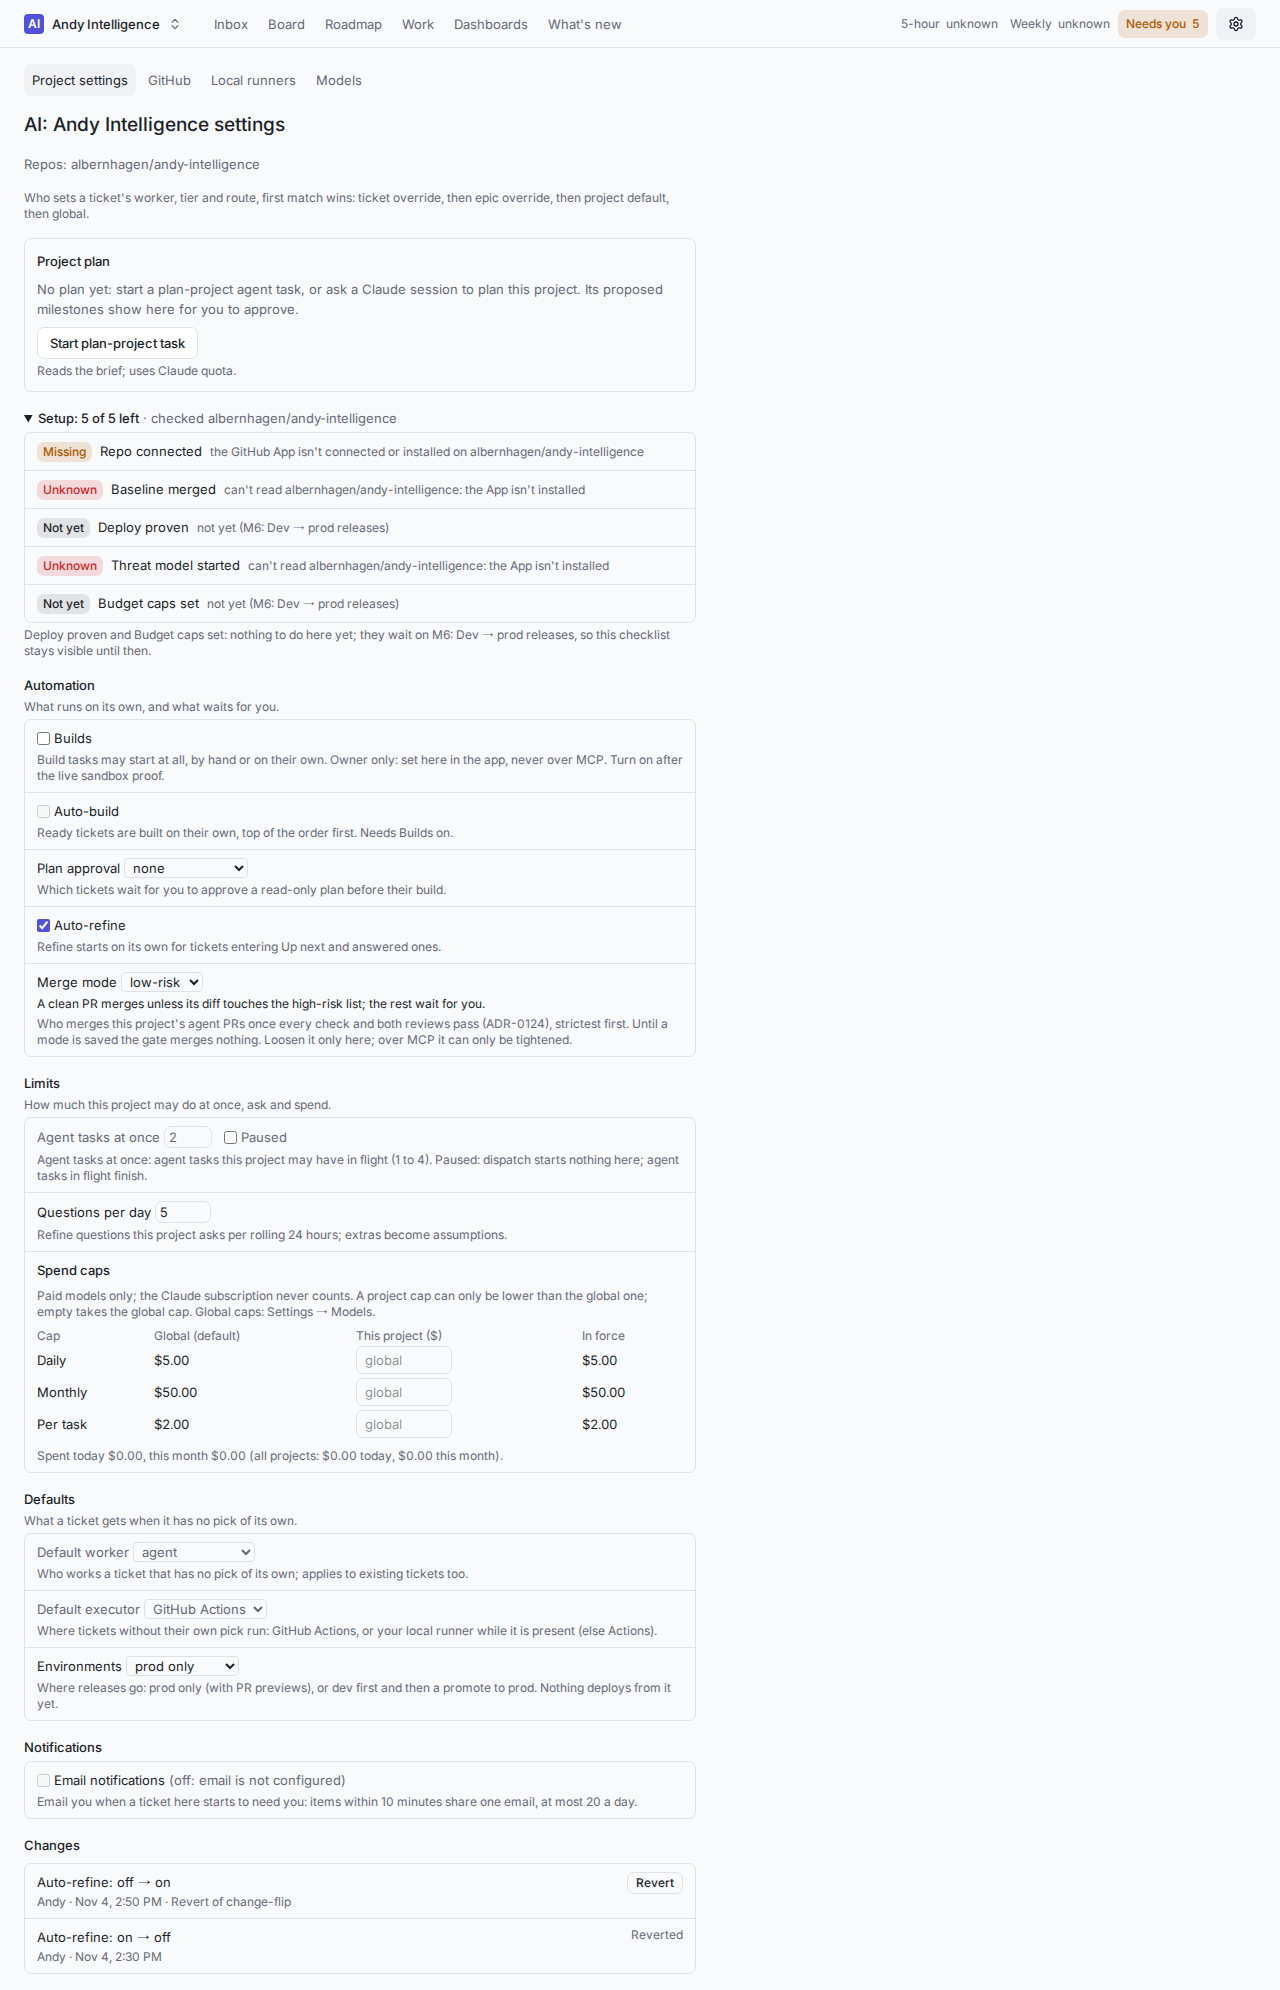 AI Andy Intelligence Inbox Board Roadmap Work Dashboards What's new 5-hour unknown Weekly unknown Needs you 5
Project settings GitHub Local runners Models
AI: Andy Intelligence settings
Repos: albernhagen/andy-intelligence
Who sets a ticket's worker, tier and route, first match wins: ticket override, then epic override, then project default,
then global.
Project plan
No plan yet: start a plan-project agent task, or ask a Claude session to plan this project. Its proposed
milestones show here for you to approve.
Start plan-project task
Reads the brief; uses Claude quota.
▼ Setup: 5 of 5 left · checked albernhagen/andy-intelligence
Missing Repo connected the GitHub App isn't connected or installed on albernhagen/andy-intelligence
Unknown Baseline merged can't read albernhagen/andy-intelligence: the App isn't installed
Not yet Deploy proven not yet (M6: Dev → prod releases)
Unknown Threat model started can't read albernhagen/andy-intelligence: the App isn't installed
Not yet Budget caps set not yet (M6: Dev → prod releases)
Deploy proven and Budget caps set: nothing to do here yet; they wait on M6: Dev → prod releases, so this checklist
stays visible until then.
Automation
What runs on its own, and what waits for you.
Builds
Build tasks may start at all, by hand or on their own. Owner only: set here in the app, never over MCP. Turn on after
the live sandbox proof.
Auto-build
Ready tickets are built on their own, top of the order first. Needs Builds on.
Plan approval none
Which tickets wait for you to approve a read-only plan before their build.
Auto-refine
Refine starts on its own for tickets entering Up next and answered ones.
Merge mode low-risk
A clean PR merges unless its diff touches the high-risk list; the rest wait for you.
Who merges this project's agent PRs once every check and both reviews pass (ADR-0124), strictest first. Until a
mode is saved the gate merges nothing. Loosen it only here; over MCP it can only be tightened.
Limits
How much this project may do at once, ask and spend.
Agent tasks at once 2 Paused
Agent tasks at once: agent tasks this project may have in flight (1 to 4). Paused: dispatch starts nothing here; agent
tasks in flight finish.
Questions per day 5
Refine questions this project asks per rolling 24 hours; extras become assumptions.
Spend caps
Paid models only; the Claude subscription never counts. A project cap can only be lower than the global one;
empty takes the global cap. Global caps: Settings → Models.
Cap Global (default) This project ($) In force
Daily $5.00 global $5.00
Monthly $50.00 global $50.00
Per task $2.00 global $2.00
Spent today $0.00, this month $0.00 (all projects: $0.00 today, $0.00 this month).
Defaults
What a ticket gets when it has no pick of its own.
Default worker agent
Who works a ticket that has no pick of its own; applies to existing tickets too.
Default executor GitHub Actions
Where tickets without their own pick run: GitHub Actions, or your local runner while it is present (else Actions).
Environments prod only
Where releases go: prod only (with PR previews), or dev first and then a promote to prod. Nothing deploys from it
yet.
Notifications
Email notifications (off: email is not configured)
Email you when a ticket here starts to need you: items within 10 minutes share one email, at most 20 a day.
Changes
Auto-refine: off → on Revert
Andy · Nov 4, 2:50 PM · Revert of change-flip
Auto-refine: on → off Reverted
Andy · Nov 4, 2:30 PM